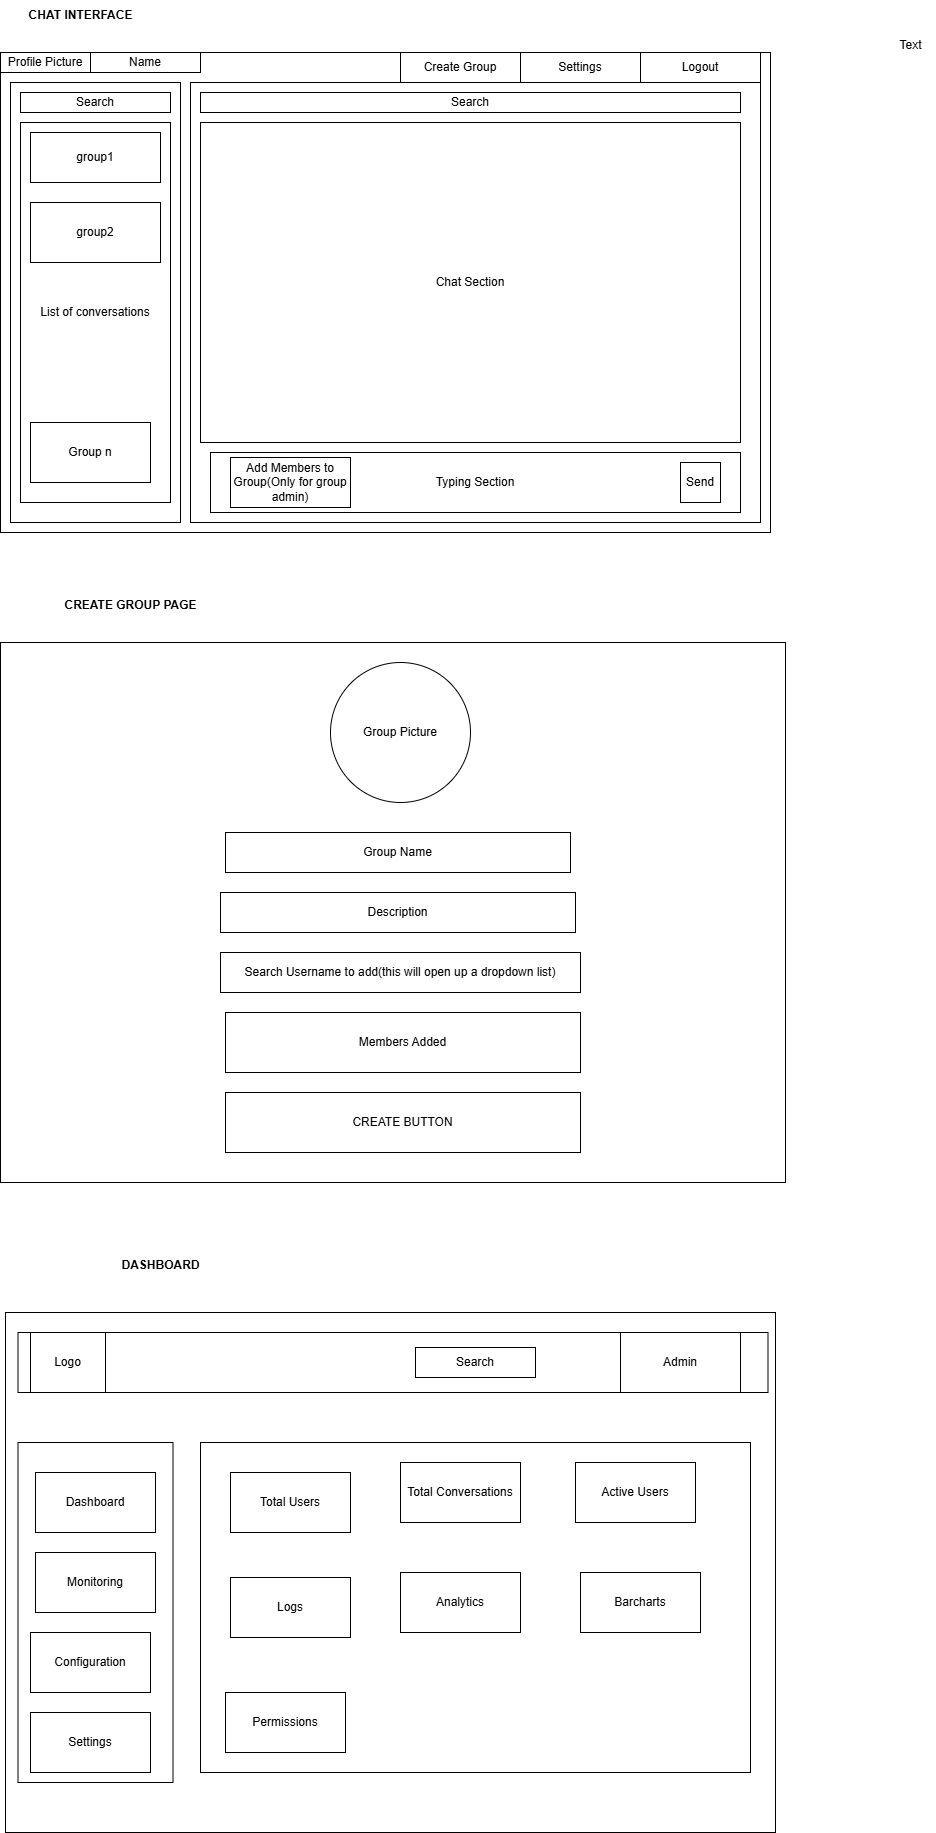 CHAT INTERFACE
Text
Profile Picture
Name
Create Group
Settings
Logout
Search
Search
group1
group2
List of conversations
Group n
Chat Section
Add Members to
Group(Only for group
admin)
Typing Section
Send
CREATE GROUP PAGE
Group Picture
Group Name
Description
Search Username to add(this will open up a dropdown list)
Members Added
CREATE BUTTON
DASHBOARD
Logo
Search
Admin
Dashboard
Monitoring
Configuration
Settings
Total Users
Total Conversations
Active Users
Logs
Analytics
Barcharts
Permissions